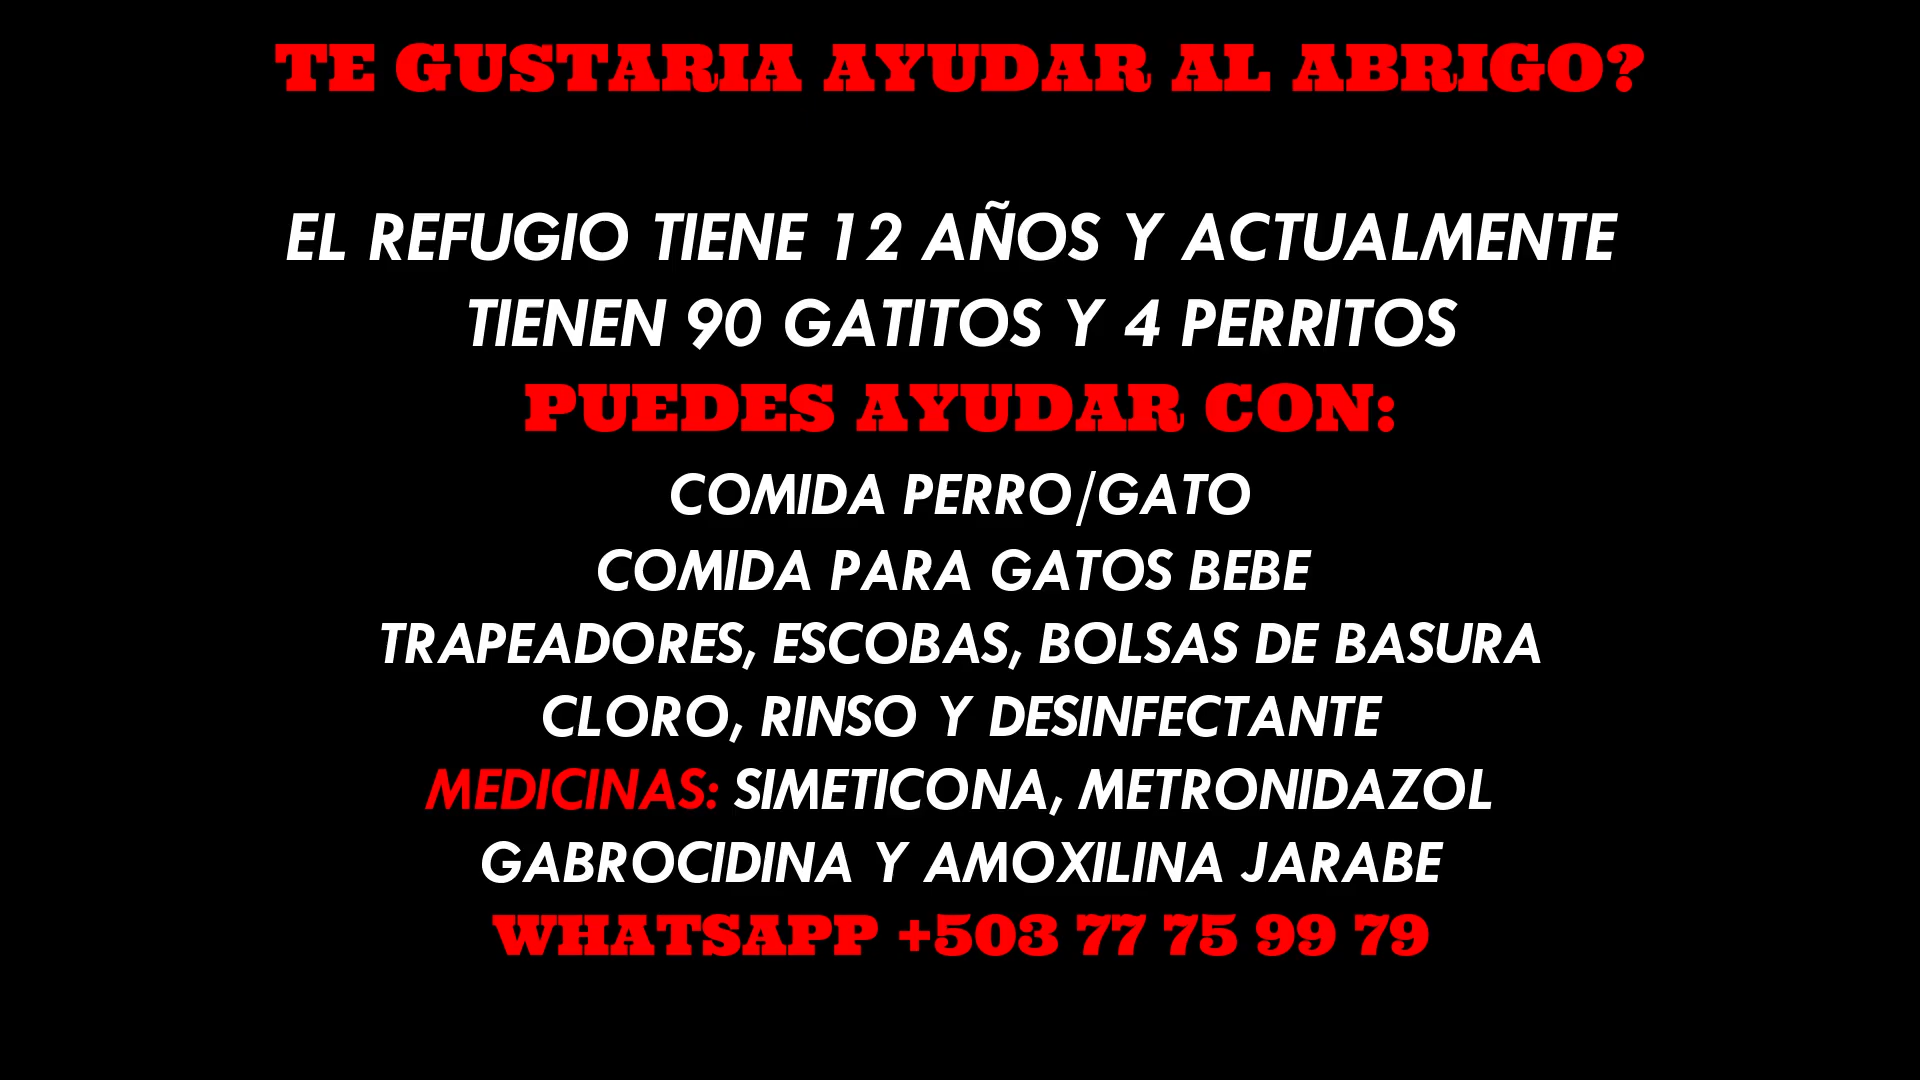 TE GUSTARIA AYUDAR AL ABRIGO?
EL REFUGIO TIENE 12 AÑOS Y ACTUALMENTE
TIENEN 90 GATITOS Y 4 PERRITOS
PUEDES AYUDAR CON:
COMIDA PERRO/GATO
COMIDA PARA GATOS BEBE
TRAPEADORES, ESCOBAS, BOLSAS DE BASURA
CLORO, RINSO Y DESINFECTANTE
MEDICINAS: SIMETICONA, METRONIDAZOL
GABROCIDINA Y AMOXILINA JARABE
WHATSAPP +503 77 75 99 79